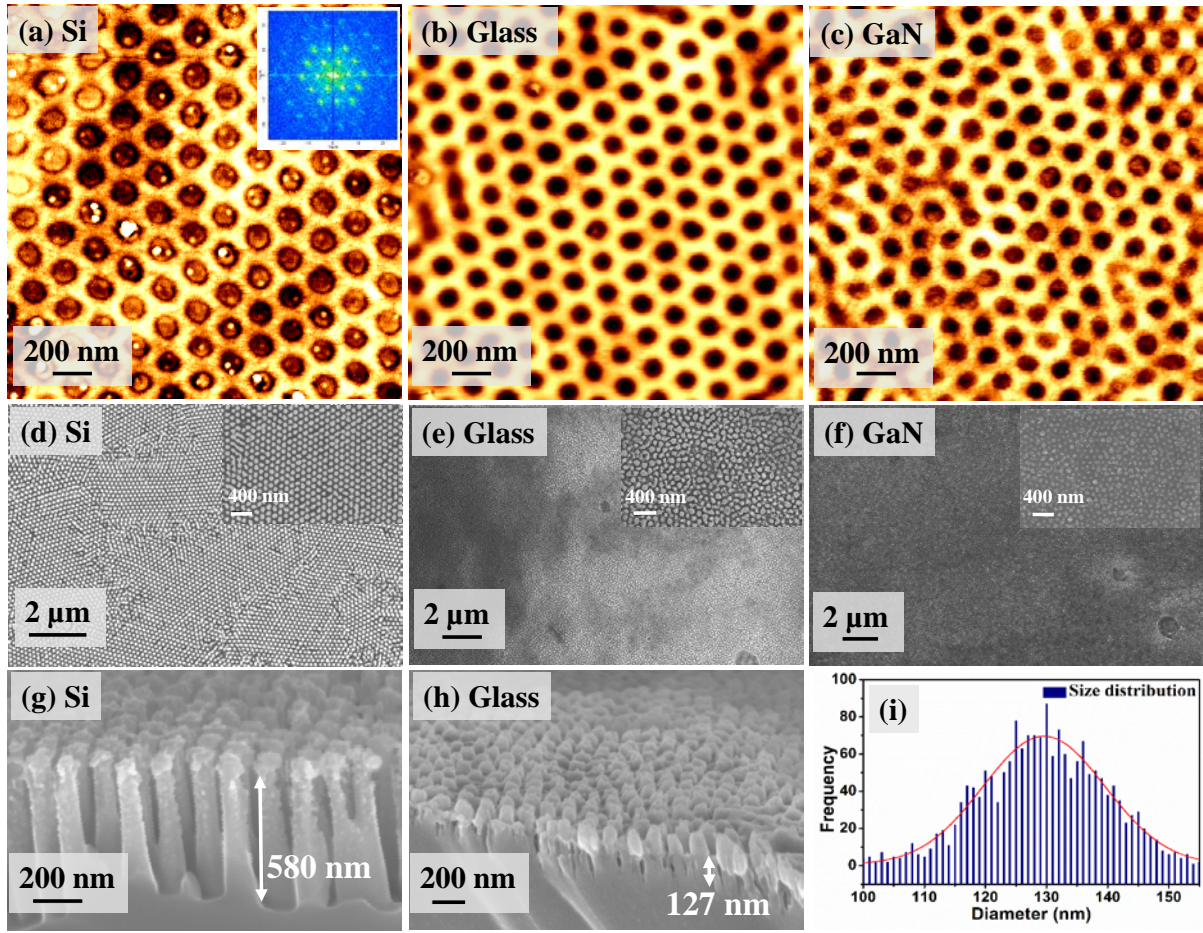 (a) Si
200 nm
(b) Glass
200 nm
(c) GaN
200 nm
(d) Si
400 nm
2 µm
(e) Glass
400 nm
2 µm
(f) GaN
400 nm
2 µm
(g) Si
580 nm
200 nm
(h) Glass
200 nm
127 nm
(i)
Size distribution
Frequency
100
80
60
40
20
0
100 110 120 130 140 150
Diameter (nm)